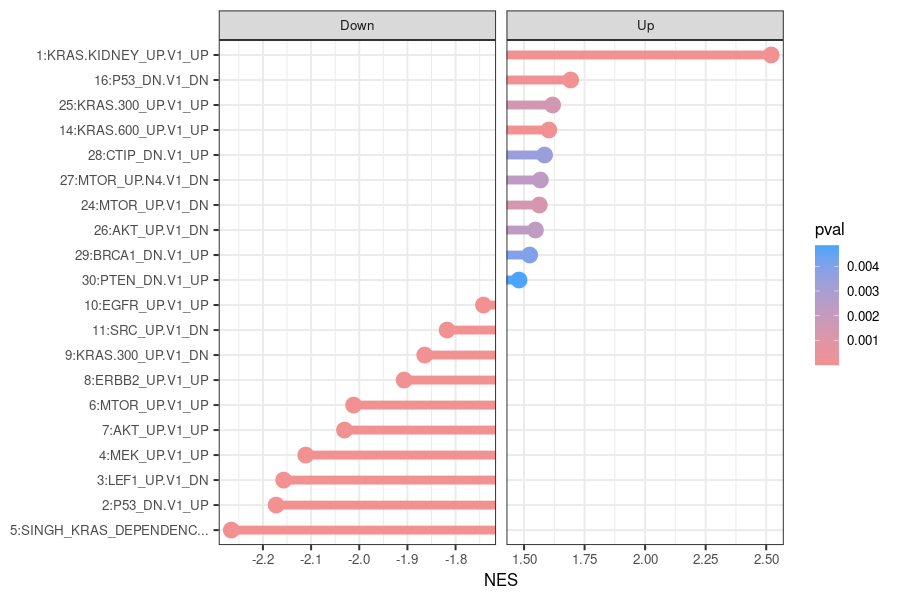 Down Up
1:KRAS.KIDNEY_UP.V1_UP
16:P53_DN.V1_DN
25:KRAS.300_UP.V1_UP
14:KRAS.600_UP.V1_UP
28:CTIP_DN.V1_UP
27:MTOR_UP.N4.V1_DN
24:MTOR_UP.V1_DN
26:AKT_UP.V1_DN
29:BRCA1_DN.V1_UP
30:PTEN_DN.V1_UP
10:EGFR_UP.V1_UP
11:SRC_UP.V1_DN
9:KRAS.300_UP.V1_DN
8:ERBB2_UP.V1_UP
6:MTOR_UP.V1_UP
7:AKT_UP.V1_UP
4:MEK_UP.V1_UP
3:LEF1_UP.V1_DN
2:P53_DN.V1_UP
5:SINGH_KRAS_DEPENDENC...
-2.2 -2.1 -2.0 -1.9 -1.8 1.50 1.75 2.00 2.25 2.50
NES
pval
0.004
0.003
0.002
0.001